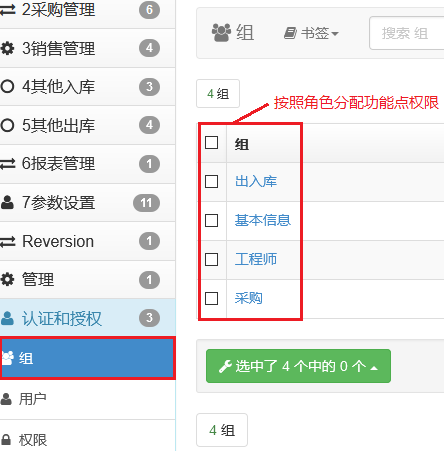 2采购管理 6
3销售管理 4
4其他入库 3
5其他出库 4
6报表管理 1
7参数设置 11
Reversion 1
管理 1
认证和授权 3
组
用户
权限
组 书签 搜索 组
4 组
按照角色分配功能点权限
组
出入库
基本信息
工程师
采购
选中了 4 个中的 0 个
4 组